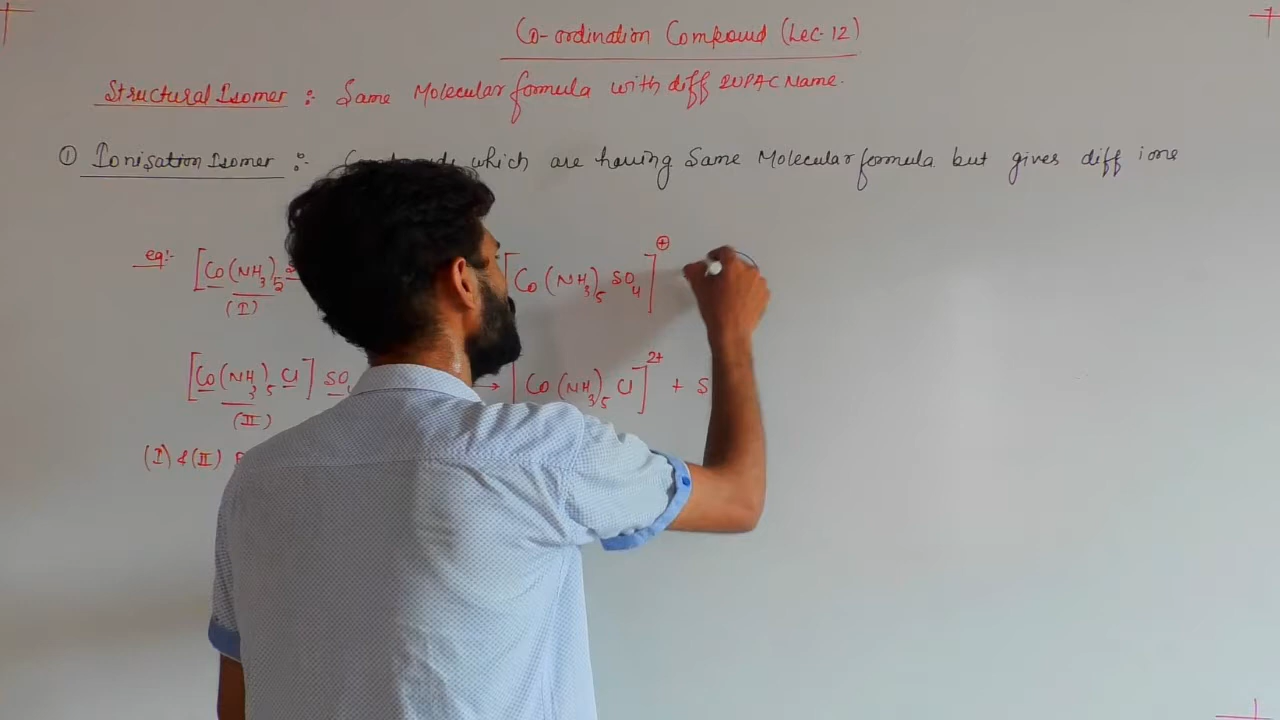 Co-ordination Compound (Lec-12)
Structural Isomer :- Same Molecular formula with diff IUPAC Name.
① Ionisation Isomer :- which are having Same Molecular formula but gives diff ions
eg:- [Co(NH3)5 [Co(NH3)5 SO4]⊕
(I)
[Co(NH3)5 Cl] SO4 → [Co(NH3)5 Cl]2+ + S
(II)
(I) & (II)